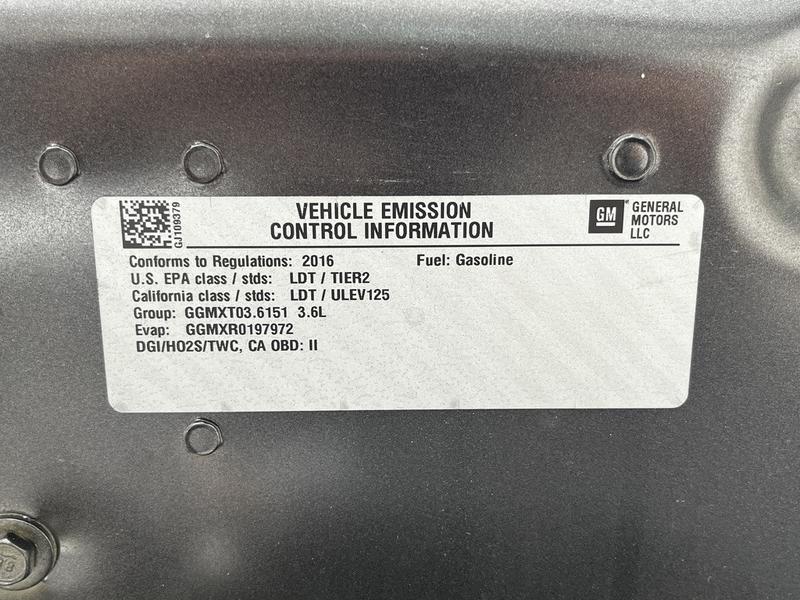 GJ109379
VEHICLE EMISSION
CONTROL INFORMATION
GM
GENERAL
MOTORS
LLC
Conforms to Regulations: 2016 Fuel: Gasoline
U.S. EPA class / stds: LDT / TIER2
California class / stds: LDT / ULEV125
Group: GGMXT03.6151 3.6L
Evap: GGMXR0197972
DGI/HO2S/TWC, CA OBD: II